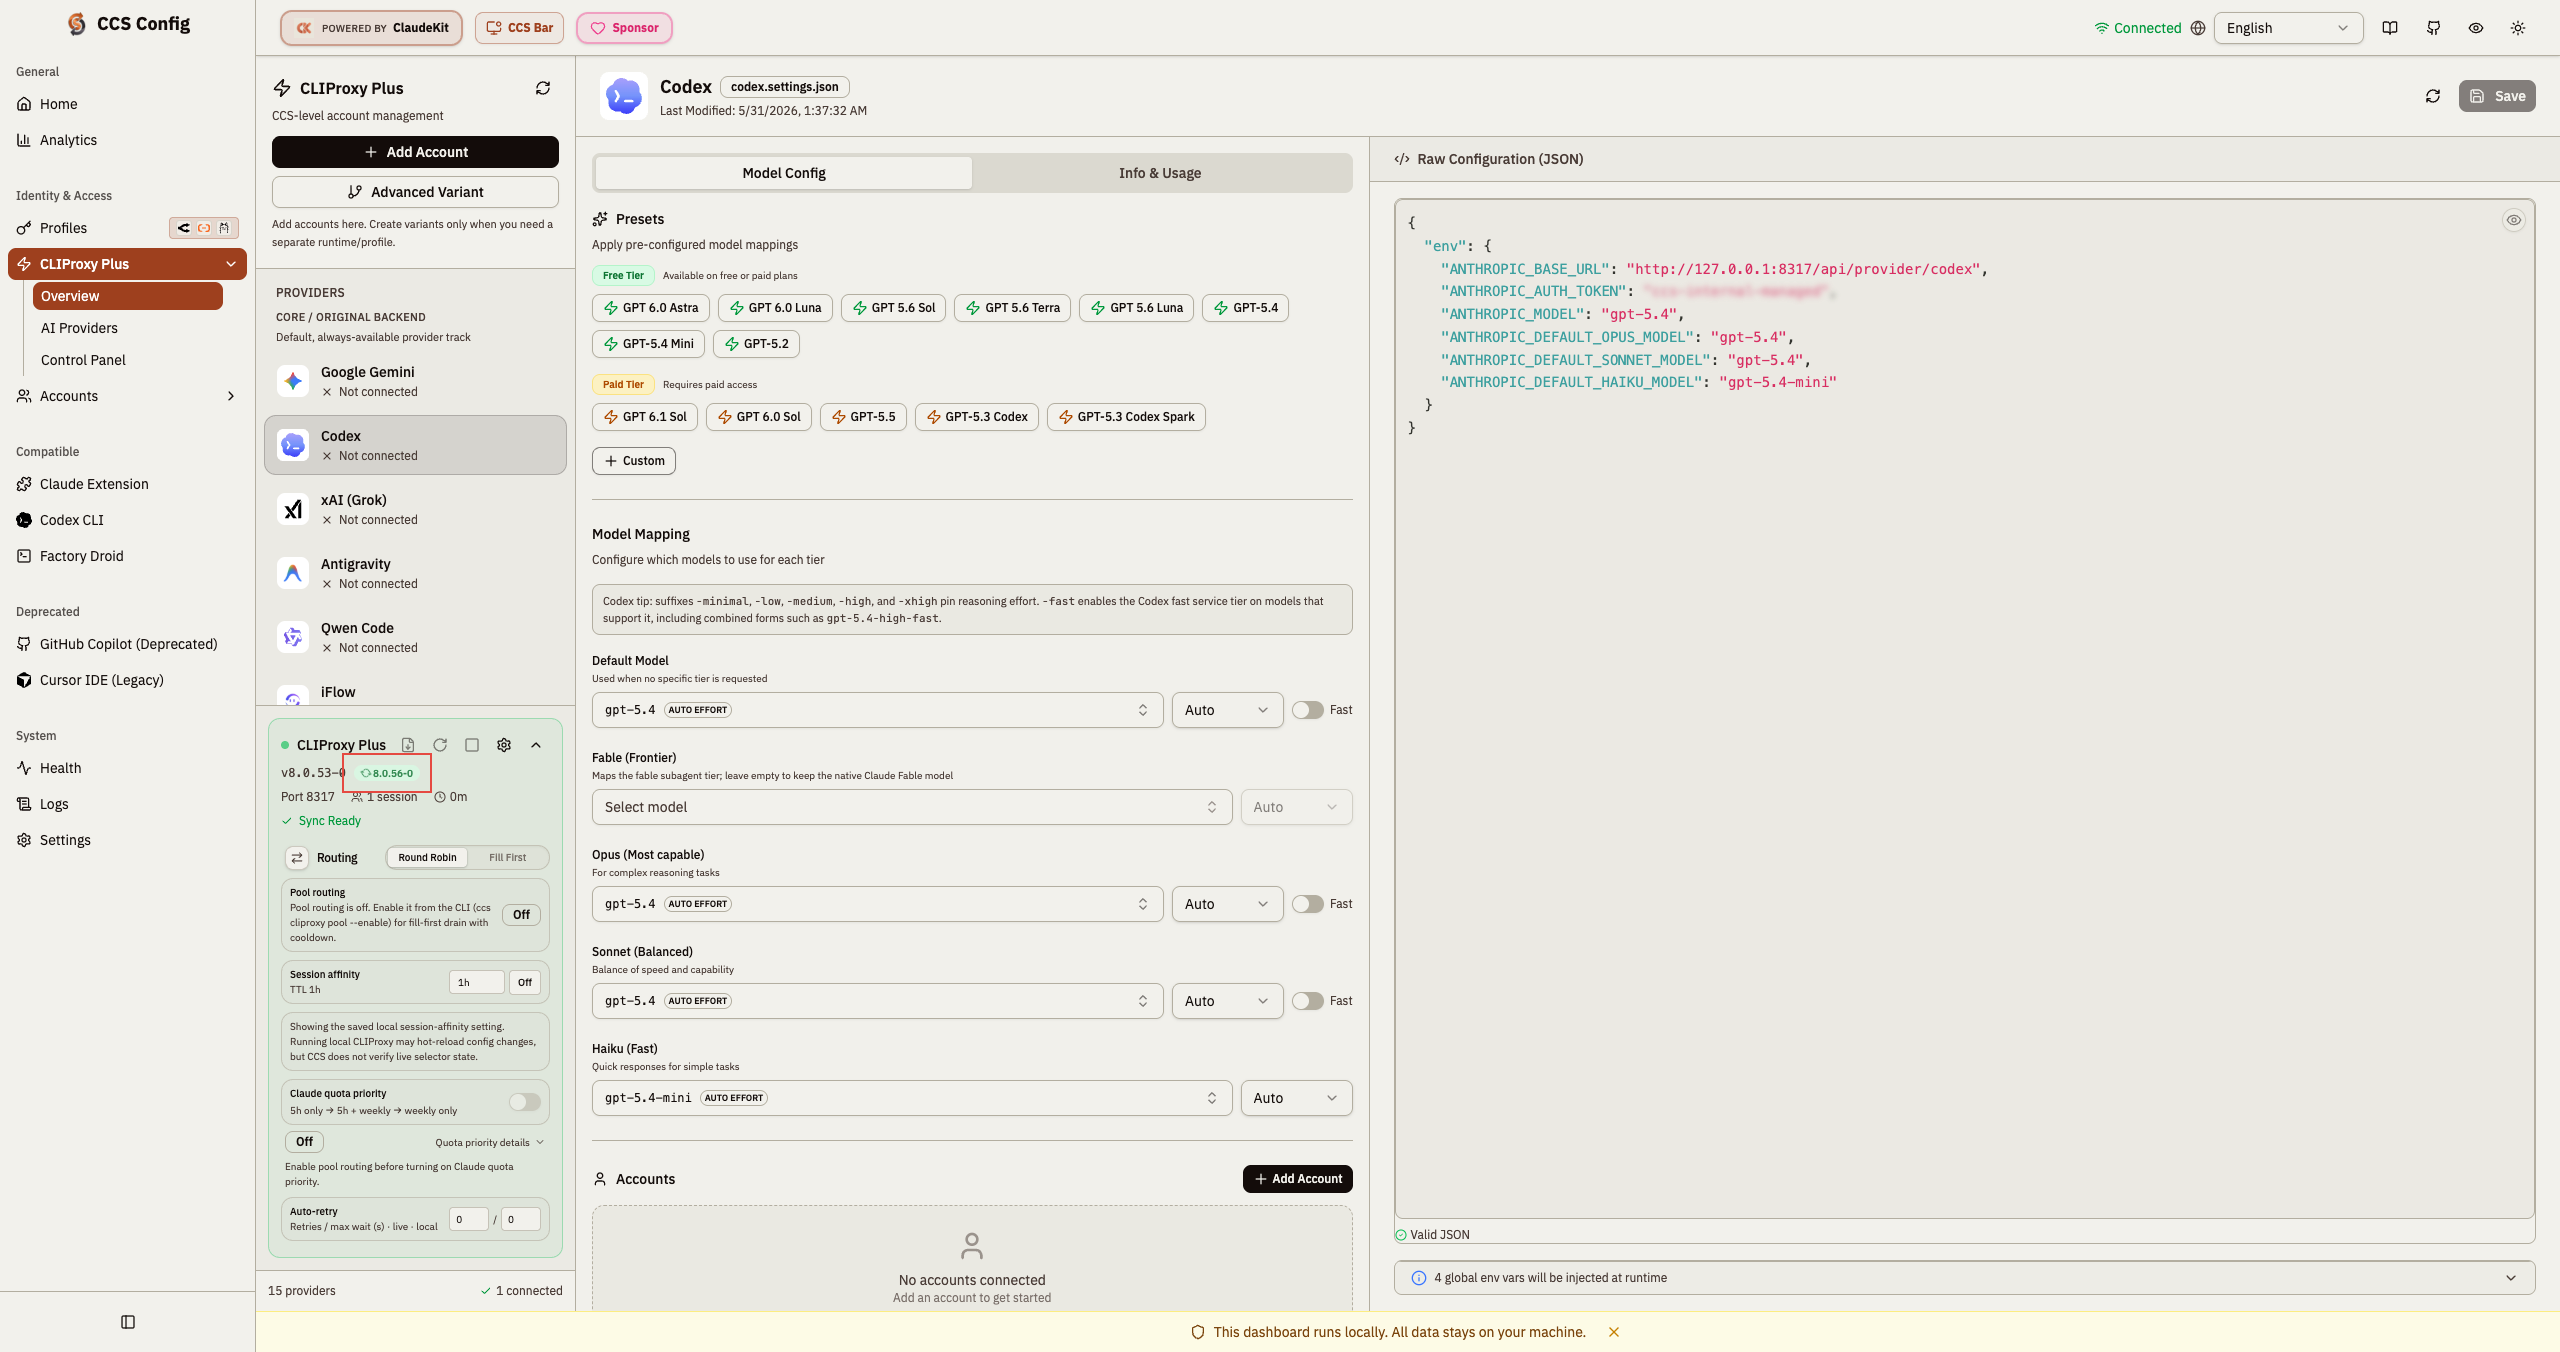 CCS Config
POWERED BY ClaudeKit
CCS Bar
Sponsor
Connected
English
General
Home
Analytics
Identity & Access
Profiles
CLIProxy Plus
Overview
AI Providers
Control Panel
Accounts
Compatible
Claude Extension
Codex CLI
Factory Droid
Deprecated
GitHub Copilot (Deprecated)
Cursor IDE (Legacy)
System
Health
Logs
Settings
CLIProxy Plus
CCS-level account management
Add Account
Advanced Variant
Add accounts here. Create variants only when you need a
separate runtime/profile.
PROVIDERS
CORE / ORIGINAL BACKEND
Default, always-available provider track
Google Gemini
Not connected
Codex
Not connected
xAI (Grok)
Not connected
Antigravity
Not connected
Qwen Code
Not connected
iFlow
CLIProxy Plus
v8.0.53-0
8.0.56-0
Port 8317 1 session 0m
Sync Ready
Routing
Round Robin
Fill First
Pool routing
Pool routing is off. Enable it from the CLI (ccs
cliproxy pool --enable) for fill-first drain with
cooldown.
Off
Session affinity
TTL 1h
1h
Off
Showing the saved local session-affinity setting.
Running local CLIProxy may hot-reload config changes,
but CCS does not verify live selector state.
Claude quota priority
5h only → 5h + weekly → weekly only
Off
Quota priority details
Enable pool routing before turning on Claude quota
priority.
Auto-retry
Retries / max wait (s) · live · local
0 / 0
15 providers
1 connected
Codex
codex.settings.json
Last Modified: 5/31/2026, 1:37:32 AM
Save
Model Config
Info & Usage
Presets
Apply pre-configured model mappings
Free Tier Available on free or paid plans
GPT 6.0 Astra
GPT 6.0 Luna
GPT 5.6 Sol
GPT 5.6 Terra
GPT 5.6 Luna
GPT-5.4
GPT-5.4 Mini
GPT-5.2
Paid Tier Requires paid access
GPT 6.1 Sol
GPT 6.0 Sol
GPT-5.5
GPT-5.3 Codex
GPT-5.3 Codex Spark
Custom
Model Mapping
Configure which models to use for each tier
Codex tip: suffixes -minimal, -low, -medium, -high, and -xhigh pin reasoning effort. -fast enables the Codex fast service tier on models that
support it, including combined forms such as gpt-5.4-high-fast.
Default Model
Used when no specific tier is requested
gpt-5.4 AUTO EFFORT
Auto
Fast
Fable (Frontier)
Maps the fable subagent tier; leave empty to keep the native Claude Fable model
Select model
Auto
Opus (Most capable)
For complex reasoning tasks
gpt-5.4 AUTO EFFORT
Auto
Fast
Sonnet (Balanced)
Balance of speed and capability
gpt-5.4 AUTO EFFORT
Auto
Fast
Haiku (Fast)
Quick responses for simple tasks
gpt-5.4-mini AUTO EFFORT
Auto
Accounts
Add Account
No accounts connected
Add an account to get started
Raw Configuration (JSON)
{
"env": {
"ANTHROPIC_BASE_URL": "http://127.0.0.1:8317/api/provider/codex",
"ANTHROPIC_AUTH_TOKEN":
"ANTHROPIC_MODEL": "gpt-5.4",
"ANTHROPIC_DEFAULT_OPUS_MODEL": "gpt-5.4",
"ANTHROPIC_DEFAULT_SONNET_MODEL": "gpt-5.4",
"ANTHROPIC_DEFAULT_HAIKU_MODEL": "gpt-5.4-mini"
}
}
Valid JSON
4 global env vars will be injected at runtime
This dashboard runs locally. All data stays on your machine.